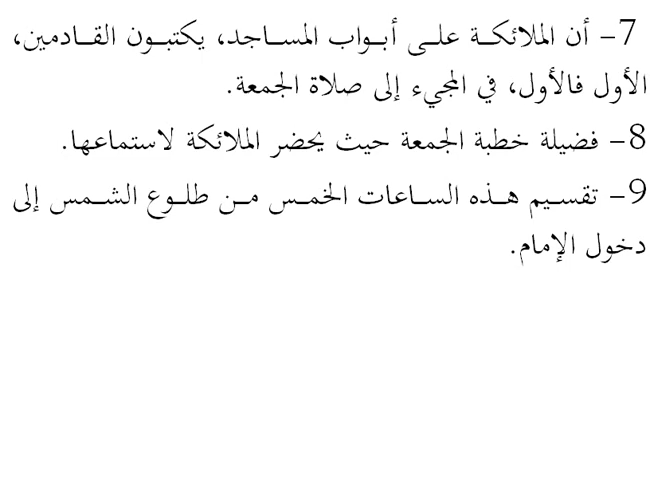 7- أن الملائكة على أبواب المساجد، يكتبون القادمين،
الأول فالأول، في المجيء إلى صلاة الجمعة.
8- فضيلة خطبة الجمعة حيث يحضر الملائكة لاستماعها.
9- تقسيم هذه الساعات الخمس من طلوع الشمس إلى
دخول الإمام.